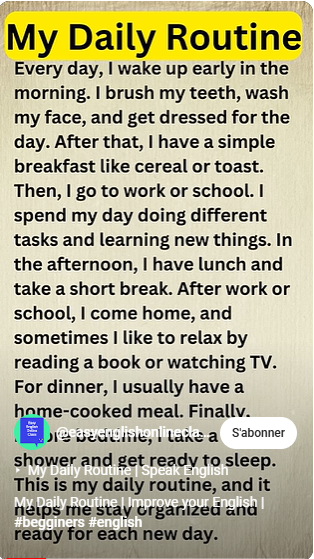 My Daily Routine
Every day, I wake up early in the
morning. I brush my teeth, wash
my face, and get dressed for the
day. After that, I have a simple
breakfast like cereal or toast.
Then, I go to work or school. I
spend my day doing different
tasks and learning new things. In
the afternoon, I have lunch and
take a short break. After work or
school, I come home, and
sometimes I like to relax by
reading a book or watching TV.
For dinner, I usually have a
home-cooked meal. Finally,
I take a
@easyenglishonlinecla...
S'abonner
shower and get ready to sleep.
My Daily Routine | Speak English
This is my daily routine, and it
My Daily Routine | Improve your English |
helps me stay organized and
#begginers #english
ready for each new day.